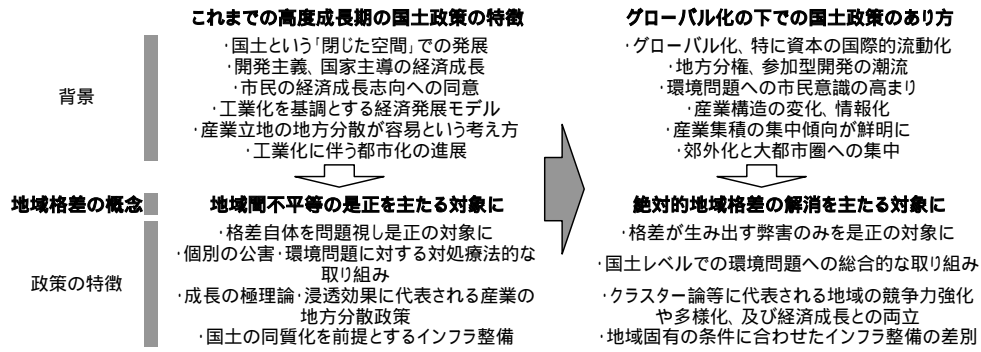 これまでの高度成長期の国土政策の特徴
グローバル化の下での国土政策のあり方
背景
・国土という「閉じた空間」での発展
・開発主義、国家主導の経済成長
・市民の経済成長志向への同意
・工業化を基調とする経済発展モデル
・産業立地の地方分散が容易という考え方
・工業化に伴う都市化の進展
・グローバル化、特に資本の国際的流動化
・地方分権、参加型開発の潮流
・環境問題への市民意識の高まり
・産業構造の変化、情報化
・産業集積の集中傾向が鮮明に
・郊外化と大都市圏への集中
地域格差の概念
地域間不平等の是正を主たる対象に
絶対的地域格差の解消を主たる対象に
政策の特徴
・格差自体を問題視し是正の対象に
・個別の公害・環境問題に対する対処療法的な
取り組み
・成長の極理論・浸透効果に代表される産業の
地方分散政策
・国土の同質化を前提とするインフラ整備
・格差が生み出す弊害のみを是正の対象に
・国土レベルでの環境問題への総合的な取り組み
・クラスター論等に代表される地域の競争力強化
や多様化、及び経済成長との両立
・地域固有の条件に合わせたインフラ整備の差別